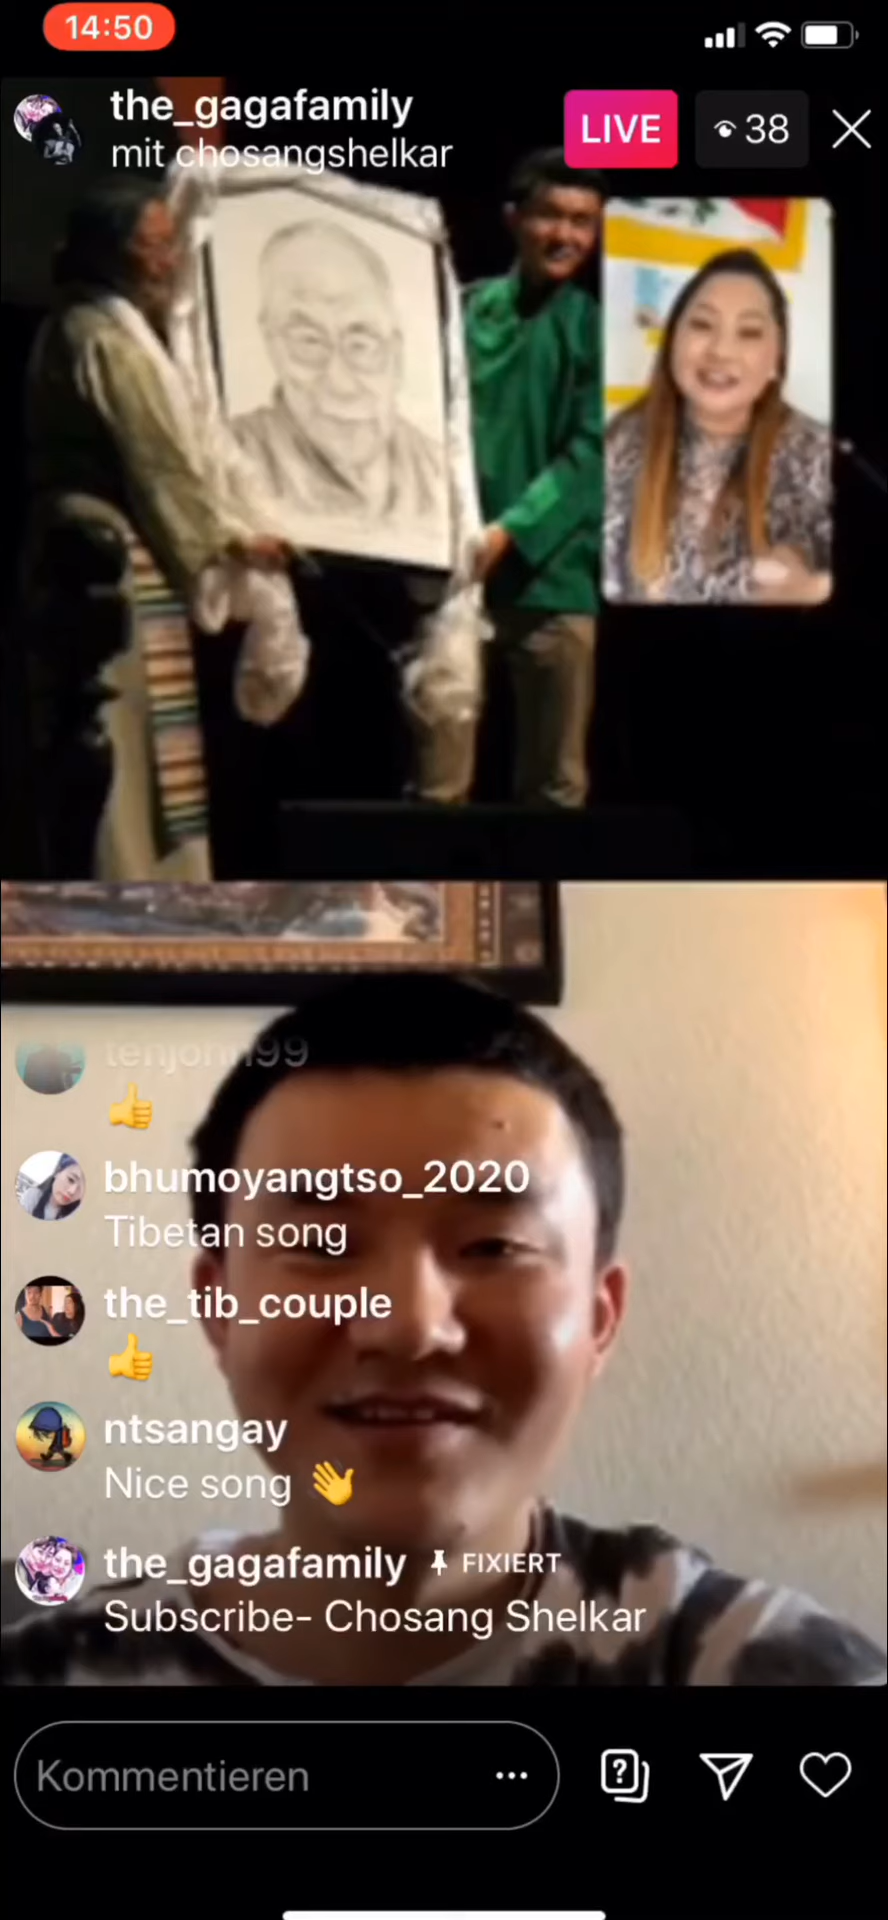 14:50
the_gagafamily
mit chosangshelkar
LIVE
38
tenjohn99
👍
bhumoyangtso_2020
Tibetan song
the_tib_couple
👍
ntsangay
Nice song 👋
the_gagafamily FIXIERT
Subscribe- Chosang Shelkar
Kommentieren